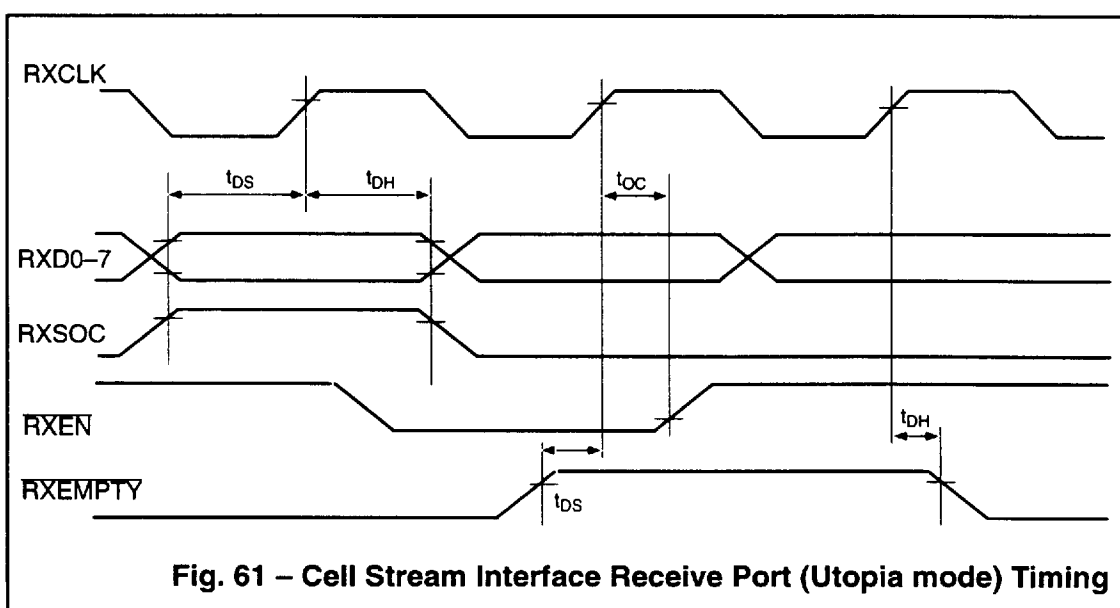 RXCLK
tDS
tDH
tOC
RXD0–7
RXSOC
RXEN
tDH
RXEMPTY
tDS
Fig. 61 – Cell Stream Interface Receive Port (Utopia mode) Timing